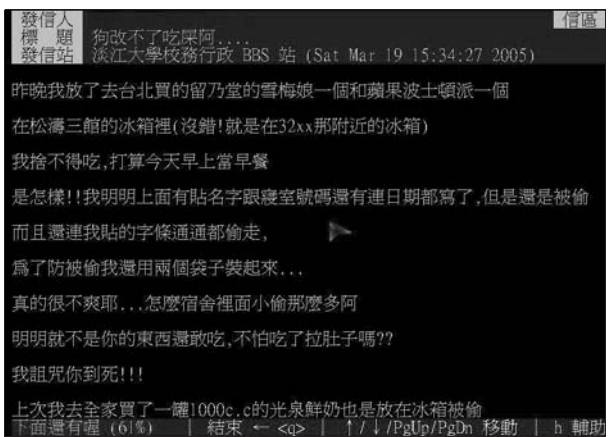 發信人 信區
標 題 狗改不了吃屎阿....
發信站 淡江大學校務行政 BBS 站 (Sat Mar 19 15:34:27 2005)
昨晚我放了去台北買的留乃堂的雪梅娘一個和蘋果波士頓派一個
在松濤三館的冰箱裡(沒錯!就是在32xx那附近的冰箱)
我捨不得吃,打算今天早上當早餐
是怎樣!!我明明上面有貼名字跟寢室號碼還有連日期都寫了,但是還是被偷
而且還連我貼的字條通通都偷走,
為了防被偷我還用兩個袋子裝起來...
真的很不爽耶...怎麼宿舍裡面小偷那麼多阿
明明就不是你的東西還敢吃,不怕吃了拉肚子嗎??
我詛咒你到死!!!
上次我去全家買了一罐1000c.c的光泉鮮奶也是放在冰箱被偷
下面還有喔 (61%) | 結束 ← <q> | ↑/↓/PgUp/PgDn 移動 | h 輔助